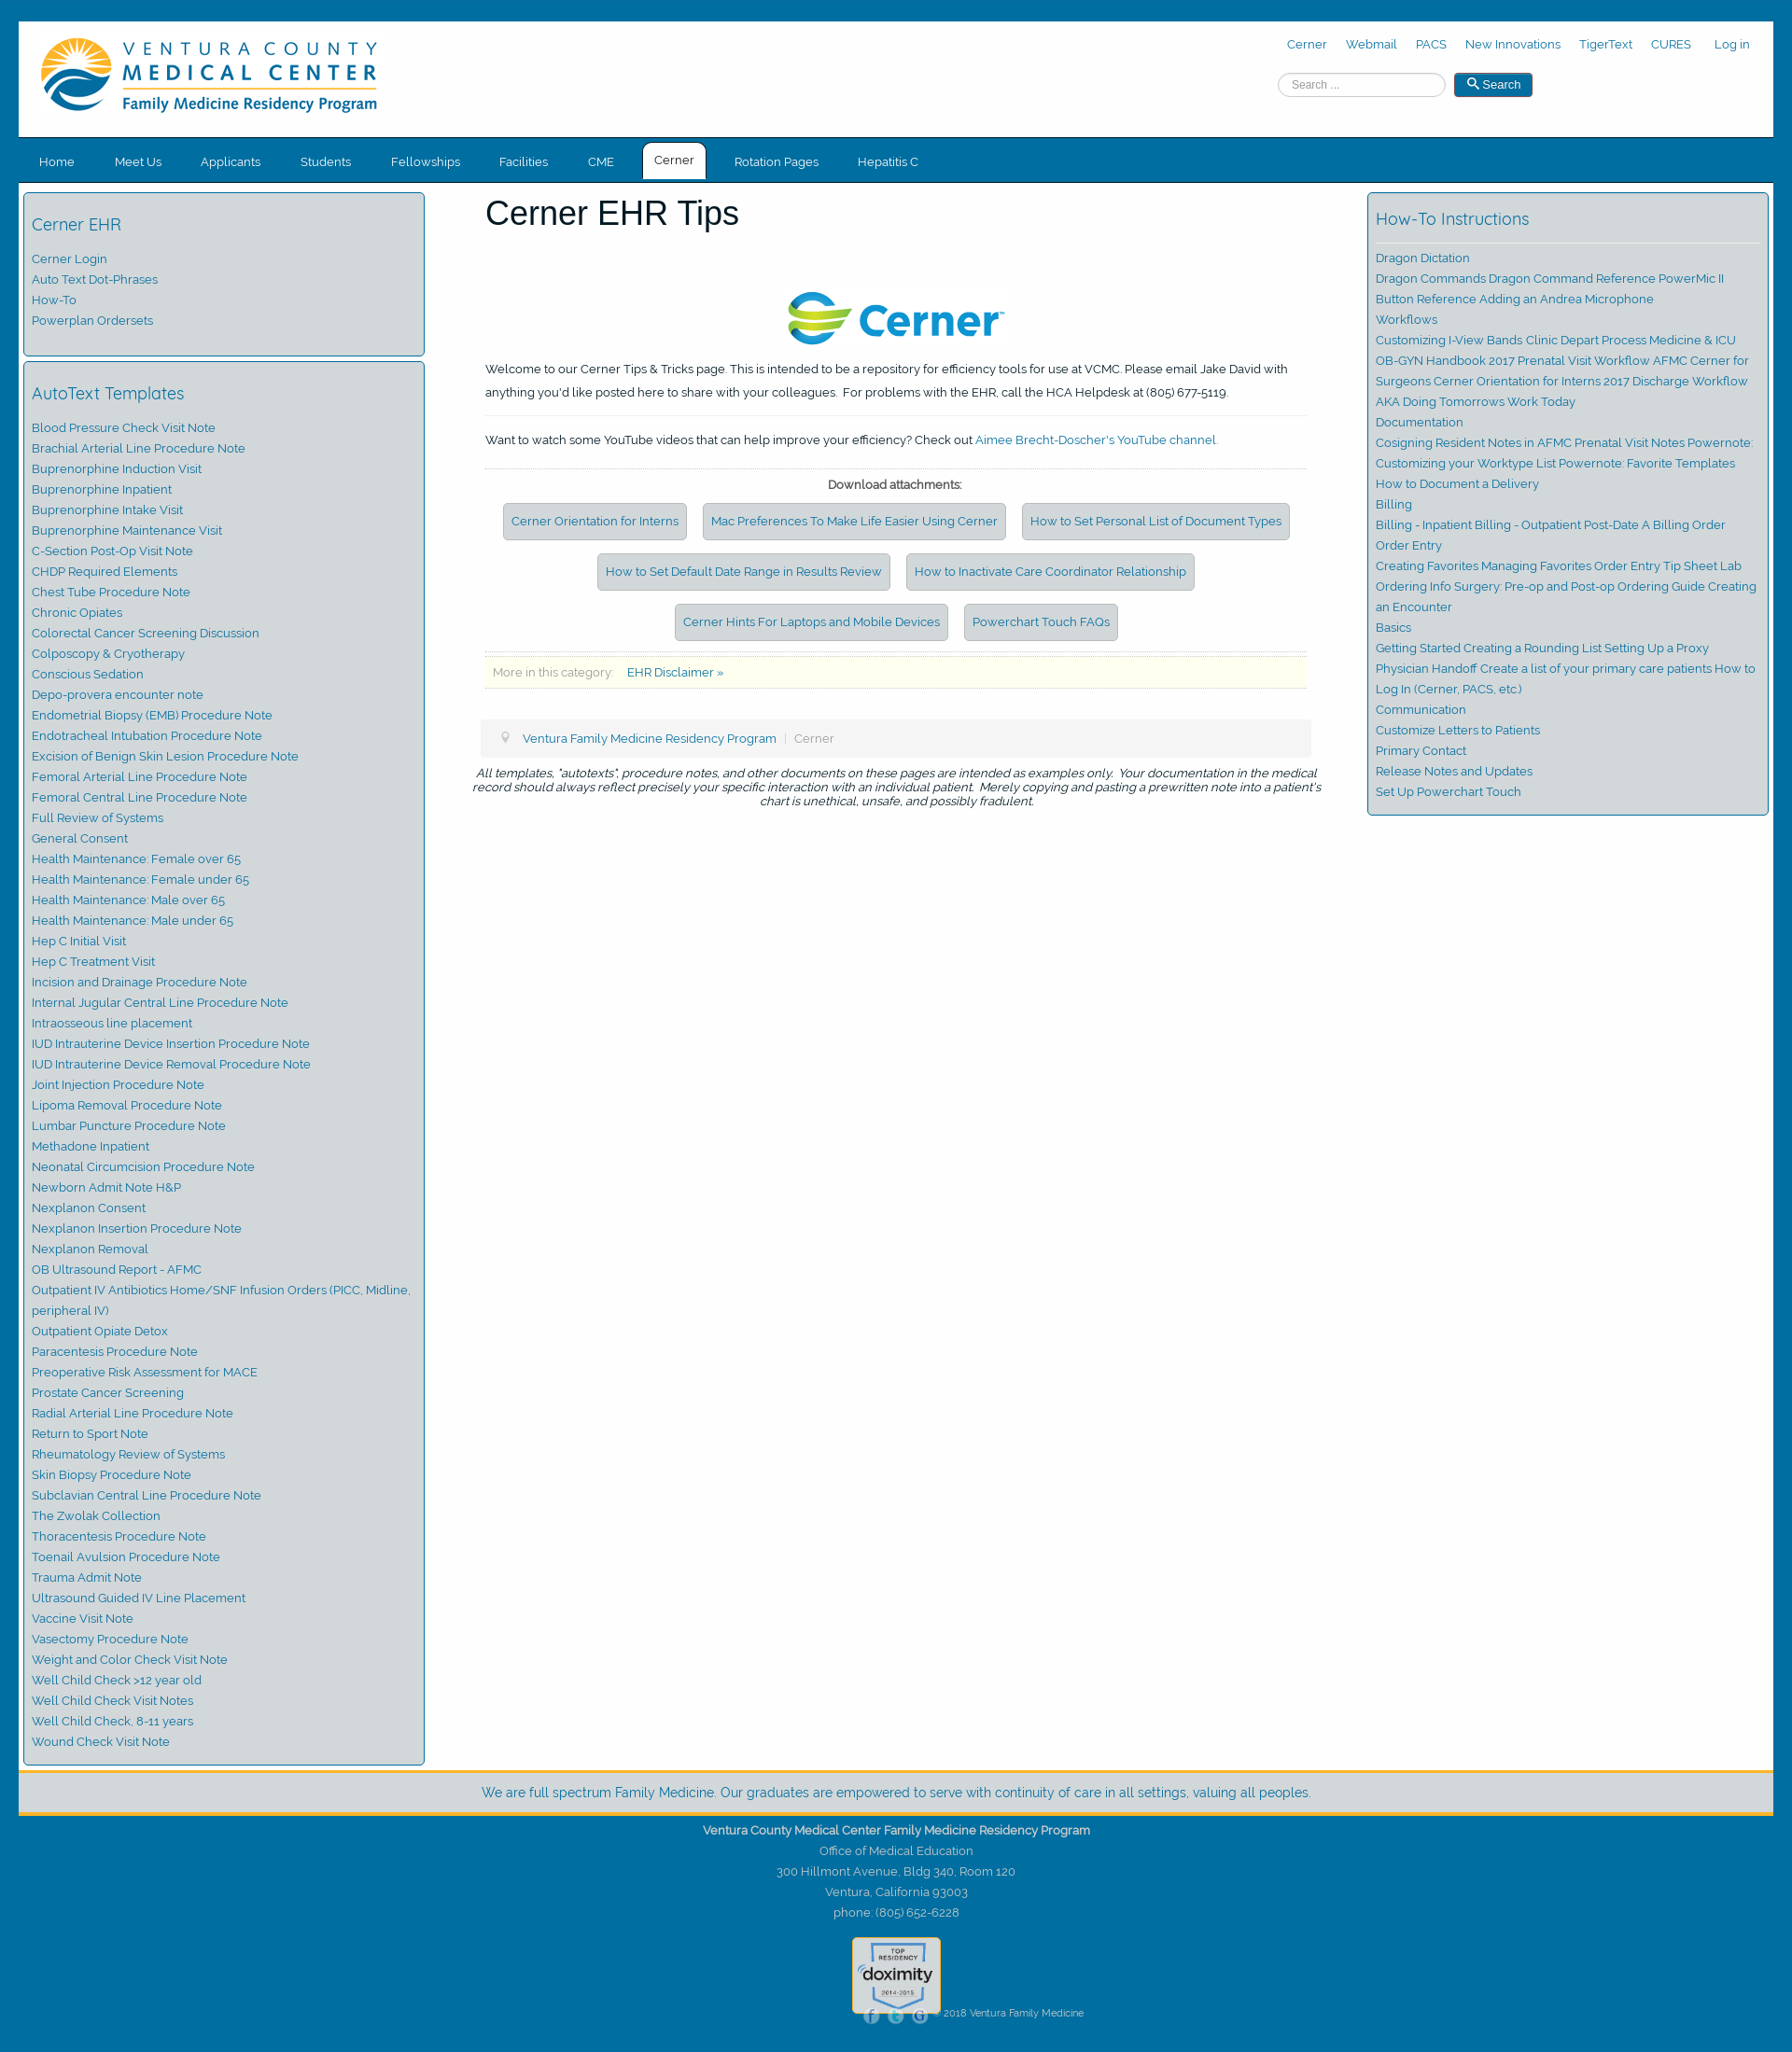 VENTURA COUNTY
MEDICAL CENTER
Family Medicine Residency Program
Cerner Webmail PACS New Innovations TigerText CURES Log in
Search ... Search
Home Meet Us Applicants Students Fellowships Facilities CME Cerner Rotation Pages Hepatitis C
Cerner EHR
Cerner Login
Auto Text Dot-Phrases
How-To
Powerplan Ordersets
AutoText Templates
Blood Pressure Check Visit Note
Brachial Arterial Line Procedure Note
Buprenorphine Induction Visit
Buprenorphine Inpatient
Buprenorphine Intake Visit
Buprenorphine Maintenance Visit
C-Section Post-Op Visit Note
CHDP Required Elements
Chest Tube Procedure Note
Chronic Opiates
Colorectal Cancer Screening Discussion
Colposcopy & Cryotherapy
Conscious Sedation
Depo-provera encounter note
Endometrial Biopsy (EMB) Procedure Note
Endotracheal Intubation Procedure Note
Excision of Benign Skin Lesion Procedure Note
Femoral Arterial Line Procedure Note
Femoral Central Line Procedure Note
Full Review of Systems
General Consent
Health Maintenance: Female over 65
Health Maintenance: Female under 65
Health Maintenance: Male over 65
Health Maintenance: Male under 65
Hep C Initial Visit
Hep C Treatment Visit
Incision and Drainage Procedure Note
Internal Jugular Central Line Procedure Note
Intraosseous line placement
IUD Intrauterine Device Insertion Procedure Note
IUD Intrauterine Device Removal Procedure Note
Joint Injection Procedure Note
Lipoma Removal Procedure Note
Lumbar Puncture Procedure Note
Methadone Inpatient
Neonatal Circumcision Procedure Note
Newborn Admit Note H&P
Nexplanon Consent
Nexplanon Insertion Procedure Note
Nexplanon Removal
OB Ultrasound Report - AFMC
Outpatient IV Antibiotics Home/SNF Infusion Orders (PICC, Midline,
peripheral IV)
Outpatient Opiate Detox
Paracentesis Procedure Note
Preoperative Risk Assessment for MACE
Prostate Cancer Screening
Radial Arterial Line Procedure Note
Return to Sport Note
Rheumatology Review of Systems
Skin Biopsy Procedure Note
Subclavian Central Line Procedure Note
The Zwolak Collection
Thoracentesis Procedure Note
Toenail Avulsion Procedure Note
Trauma Admit Note
Ultrasound Guided IV Line Placement
Vaccine Visit Note
Vasectomy Procedure Note
Weight and Color Check Visit Note
Well Child Check >12 year old
Well Child Check Visit Notes
Well Child Check, 8-11 years
Wound Check Visit Note
Cerner EHR Tips
Cerner™
Welcome to our Cerner Tips & Tricks page. This is intended to be a repository for efficiency tools for use at VCMC. Please email Jake David with
anything you'd like posted here to share with your colleagues. For problems with the EHR, call the HCA Helpdesk at (805) 677-5119.
Want to watch some YouTube videos that can help improve your efficiency? Check out Aimee Brecht-Doscher's YouTube channel.
Download attachments:
Cerner Orientation for Interns Mac Preferences To Make Life Easier Using Cerner How to Set Personal List of Document Types
How to Set Default Date Range in Results Review How to Inactivate Care Coordinator Relationship
Cerner Hints For Laptops and Mobile Devices Powerchart Touch FAQs
More in this category: EHR Disclaimer »
Ventura Family Medicine Residency Program | Cerner
All templates, "autotexts", procedure notes, and other documents on these pages are intended as examples only. Your documentation in the medical
record should always reflect precisely your specific interaction with an individual patient. Merely copying and pasting a prewritten note into a patient's
chart is unethical, unsafe, and possibly fraudulent.
How-To Instructions
Dragon Dictation
Dragon Commands Dragon Command Reference PowerMic II
Button Reference Adding an Andrea Microphone
Workflows
Customizing I-View Bands Clinic Depart Process Medicine & ICU
OB-GYN Handbook 2017 Prenatal Visit Workflow AFMC Cerner for
Surgeons Cerner Orientation for Interns 2017 Discharge Workflow
AKA Doing Tomorrows Work Today
Documentation
Cosigning Resident Notes in AFMC Prenatal Visit Notes Powernote:
Customizing your Worktype List Powernote: Favorite Templates
How to Document a Delivery
Billing
Billing - Inpatient Billing - Outpatient Post-Date A Billing Order
Order Entry
Creating Favorites Managing Favorites Order Entry Tip Sheet Lab
Ordering Info Surgery: Pre-op and Post-op Ordering Guide Creating
an Encounter
Basics
Getting Started Creating a Rounding List Setting Up a Proxy
Physician Handoff Create a list of your primary care patients How to
Log In (Cerner, PACS, etc.)
Communication
Customize Letters to Patients
Primary Contact
Release Notes and Updates
Set Up Powerchart Touch
We are full spectrum Family Medicine. Our graduates are empowered to serve with continuity of care in all settings, valuing all peoples.
Ventura County Medical Center Family Medicine Residency Program
Office of Medical Education
300 Hillmont Avenue, Bldg 340, Room 120
Ventura, California 93003
phone: (805) 652-6228
TOP
RESIDENCY
doximity
2014-2015
f t G © 2018 Ventura Family Medicine